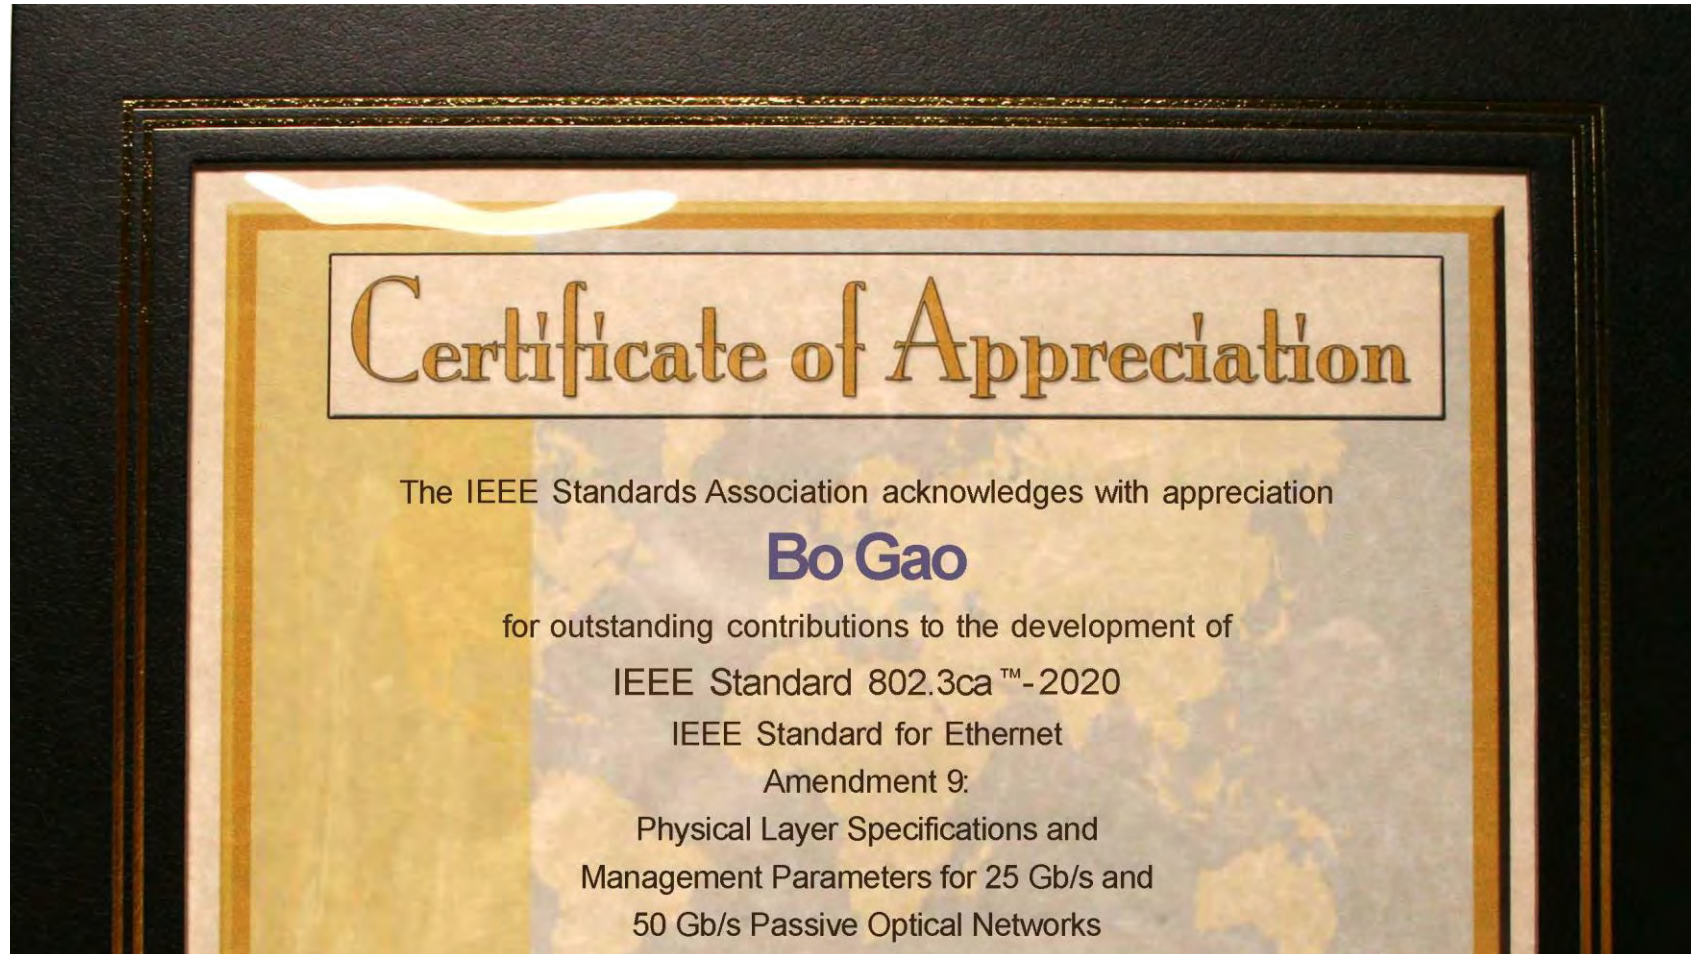 Certificate of Appreciation
The IEEE Standards Association acknowledges with appreciation
Bo Gao
for outstanding contributions to the development of
IEEE Standard 802.3ca™-2020
IEEE Standard for Ethernet
Amendment 9:
Physical Layer Specifications and
Management Parameters for 25 Gb/s and
50 Gb/s Passive Optical Networks